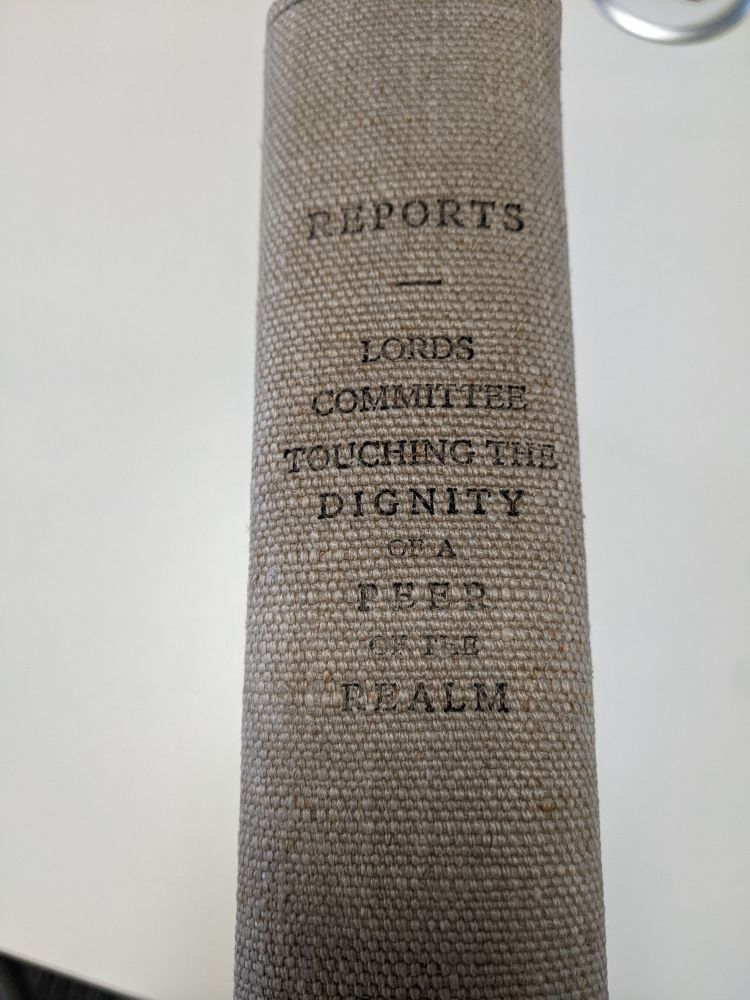 REPORTS
LORDS
COMMITTEE
TOUCHING THE
DIGNITY
OF A
PEER
OF THE
REALM